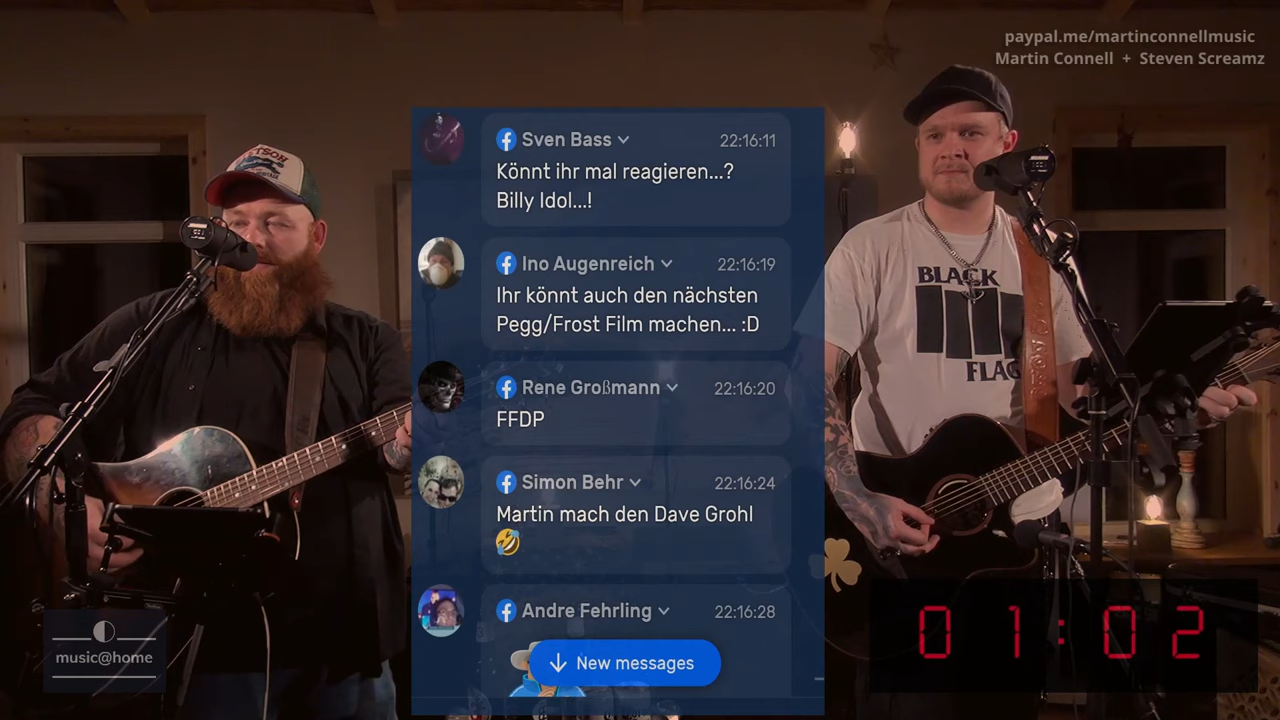 paypal.me/martinconnellmusic
Martin Connell + Steven Screamz
Sven Bass 22:16:11
Könnt ihr mal reagieren...?
Billy Idol...!
Ino Augenreich 22:16:19
Ihr könnt auch den nächsten
Pegg/Frost Film machen... :D
Rene Großmann 22:16:20
FFDP
Simon Behr 22:16:24
Martin mach den Dave Grohl
🤣
Andre Fehrling 22:16:28
New messages
BLACK
FLAG
music@home
01:02